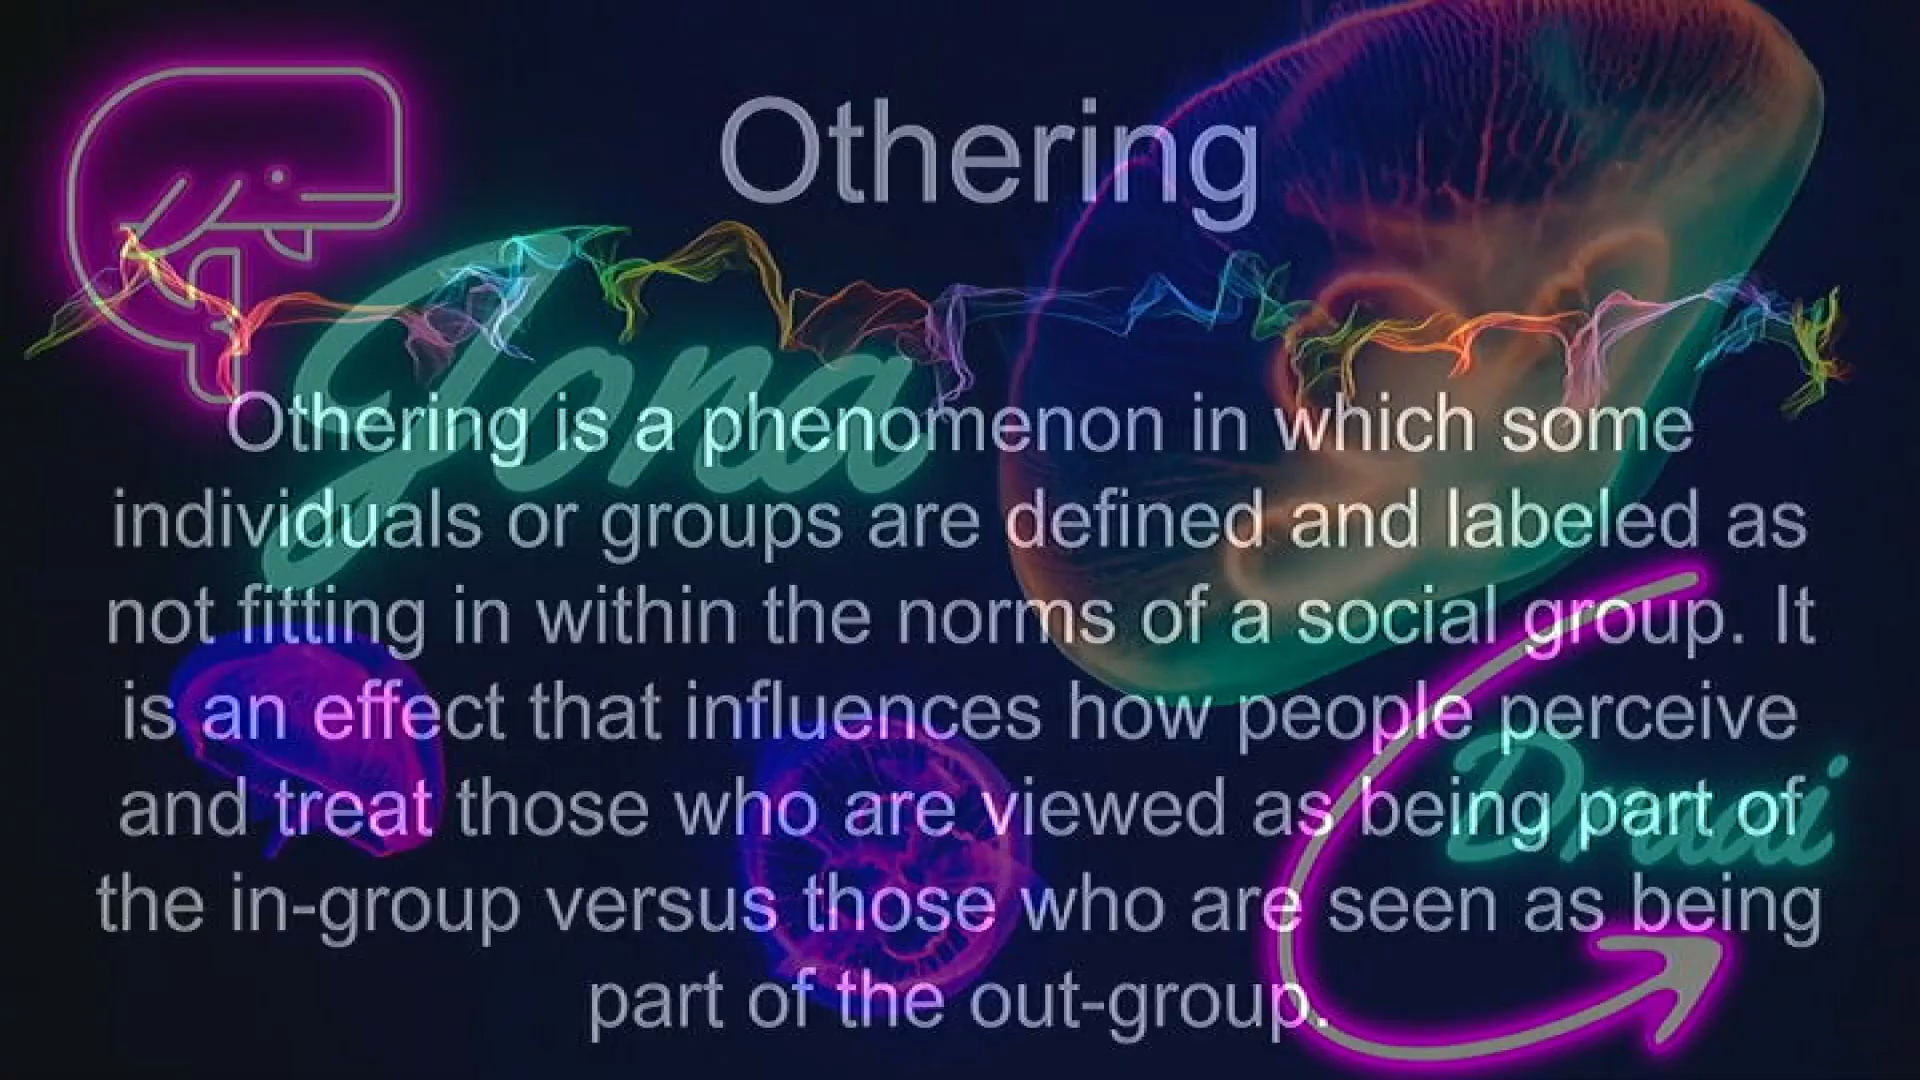 Othering
Jona
Othering is a phenomenon in which some
individuals or groups are defined and labeled as
not fitting in within the norms of a social group. It
is an effect that influences how people perceive
Draai
and treat those who are viewed as being part of
the in-group versus those who are seen as being
part of the out-group.